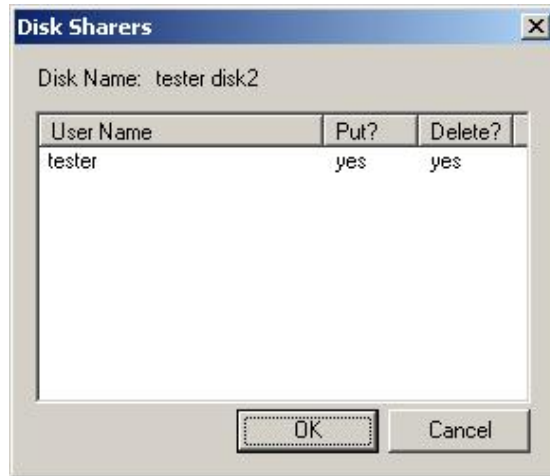 Disk Sharers
Disk Name: tester disk2
User Name Put? Delete?
tester yes yes
OK Cancel